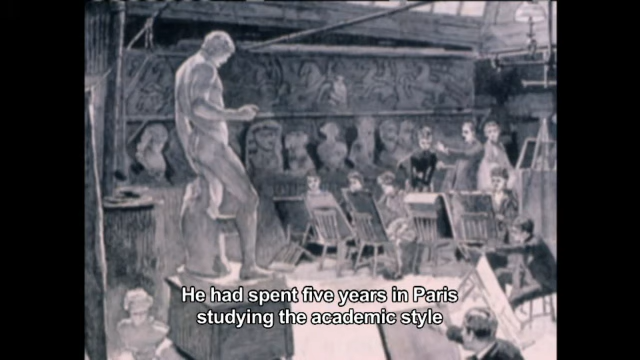 He had spent five years in Paris
studying the academic style